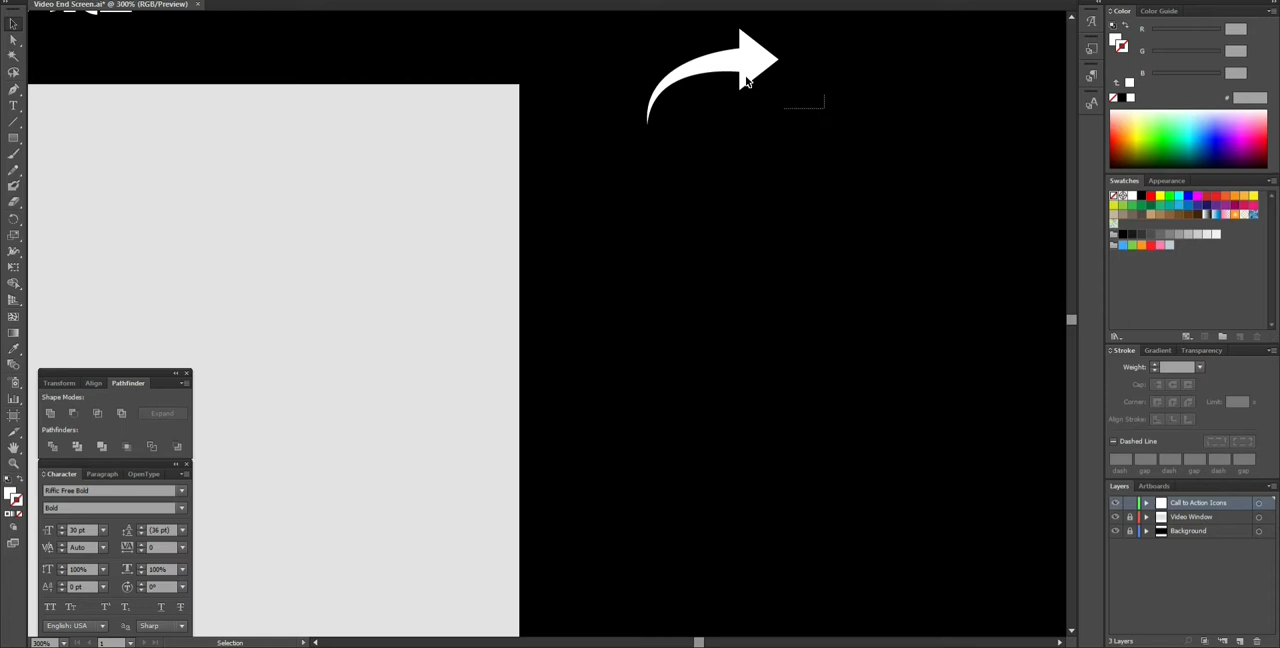 Video End Screen.ai* @ 300% (RGB/Preview) ×
Color Color Guide
R
G
B
#
Swatches Appearance
Stroke Gradient Transparency
Weight:
Cap:
Corner: Limit: x
Align Stroke:
Dashed Line
dash gap dash gap dash gap
Layers Artboards
Call to Action Icons
Video Window
Background
3 Layers
Transform Align Pathfinder
Shape Modes:
Expand
Pathfinders:
Character Paragraph OpenType
Riffic Free Bold
Bold
30 pt (36 pt)
Auto 0
100% 100%
0 pt 0°
English: USA Sharp
300% 1 Selection